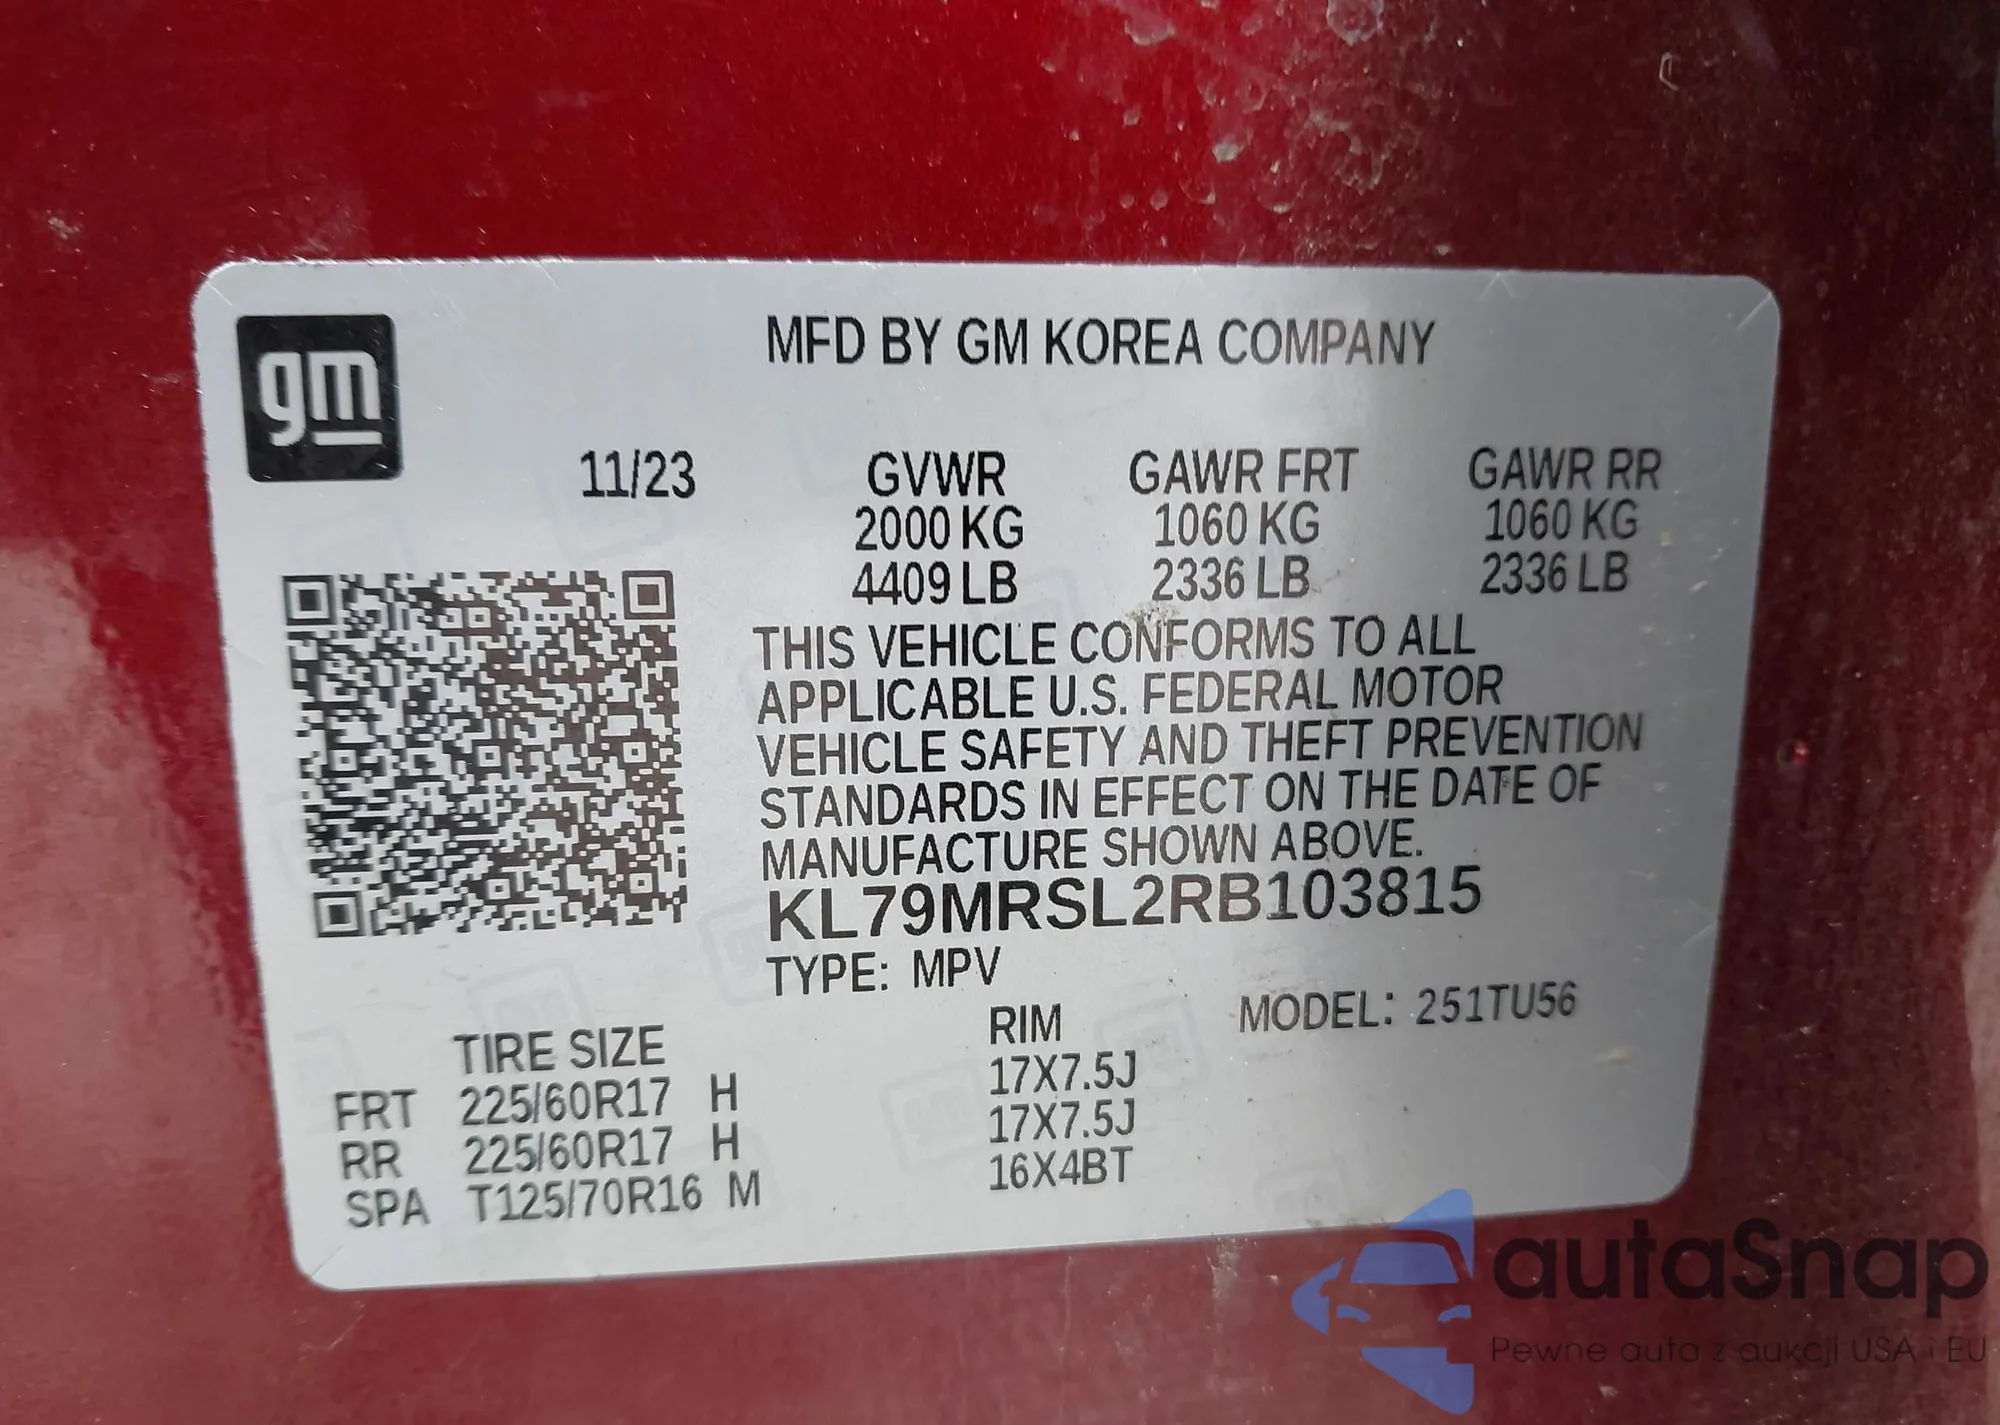 gm
MFD BY GM KOREA COMPANY
11/23 GVWR GAWR FRT GAWR RR
2000 KG 1060 KG 1060 KG
4409 LB 2336 LB 2336 LB
THIS VEHICLE CONFORMS TO ALL
APPLICABLE U.S. FEDERAL MOTOR
VEHICLE SAFETY AND THEFT PREVENTION
STANDARDS IN EFFECT ON THE DATE OF
MANUFACTURE SHOWN ABOVE.
KL79MRSL2RB103815
TYPE: MPV
MODEL: 251TU56
TIRE SIZE RIM
FRT 225/60R17 H 17X7.5J
RR 225/60R17 H 17X7.5J
SPA T125/70R16 M 16X4BT
autaSnap
Pewne auta z aukcji USA i EU